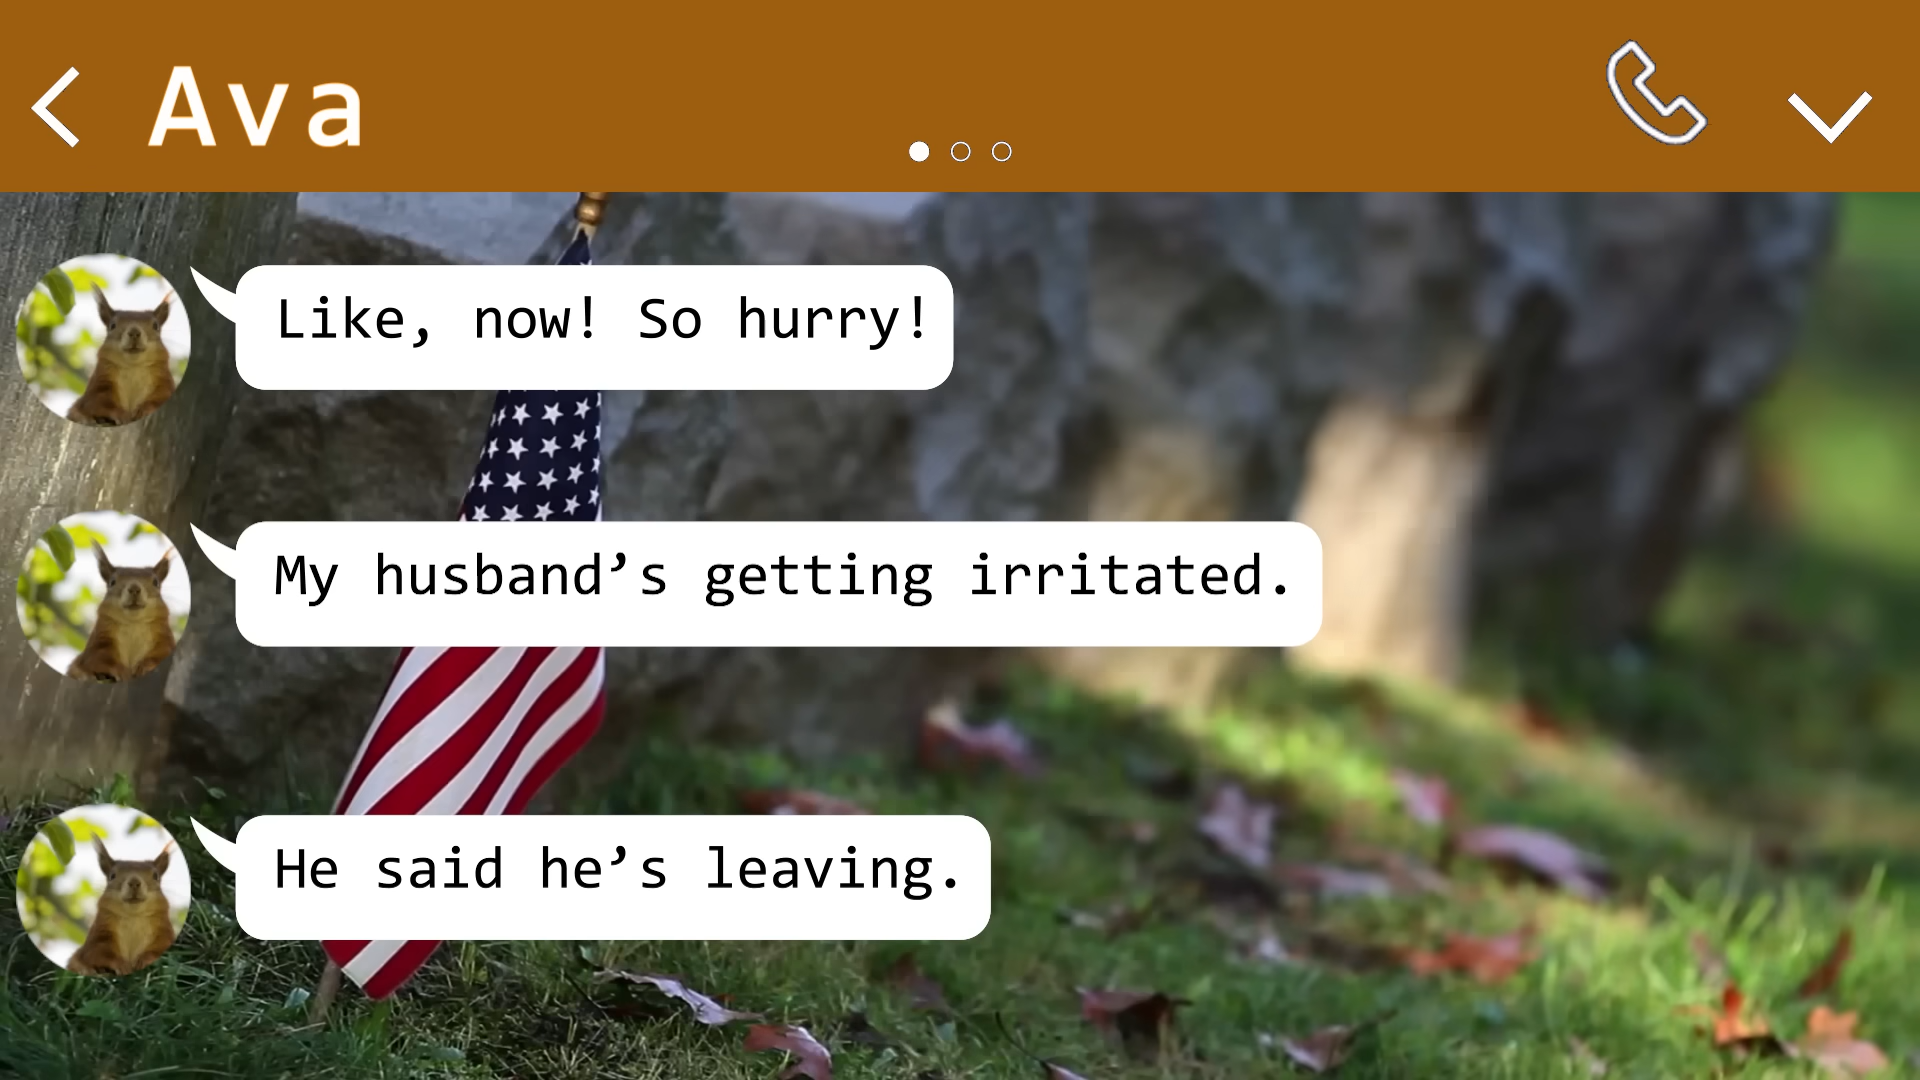 Ava
Like, now! So hurry!
My husband’s getting irritated.
He said he’s leaving.